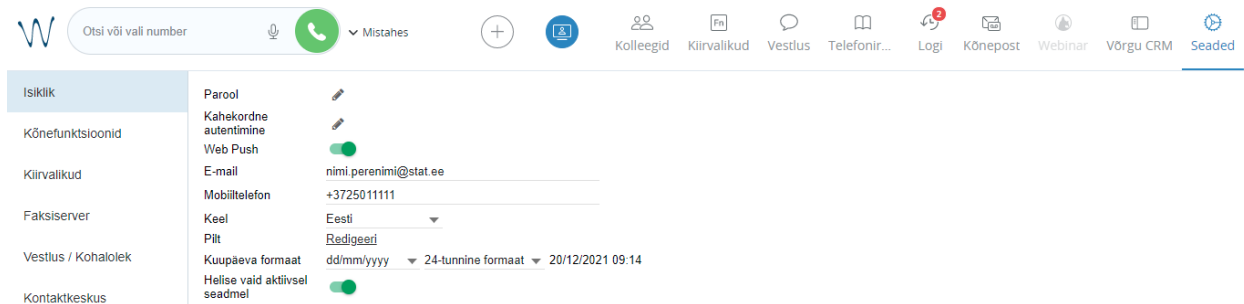 Otsi või vali number
Mistahes
Kolleegid
Fn
Kiirvalikud
Vestlus
Telefonir...
2
Logi
Kõnepost
Webinar
Võrgu CRM
Seaded
Isiklik
Kõnefunktsioonid
Kiirvalikud
Faksiserver
Vestlus / Kohalolek
Kontaktkeskus
Parool
Kahekordne
autentimine
Web Push
E-mail nimi.perenimi@stat.ee
Mobiiltelefon +3725011111
Keel Eesti
Pilt Redigeeri
Kuupäeva formaat dd/mm/yyyy 24-tunnine formaat 20/12/2021 09:14
Helise vaid aktiivsel
seadmel